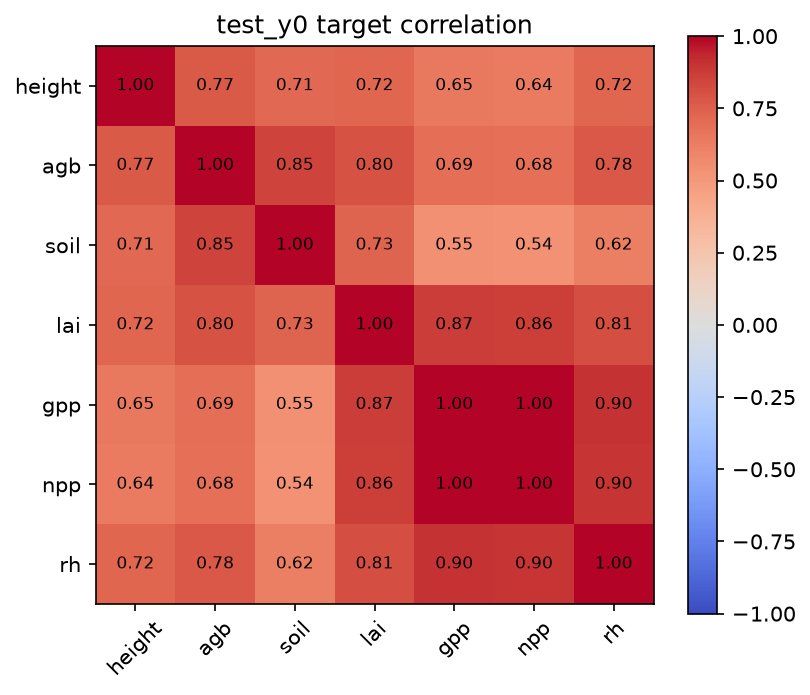 test_y0 target correlation
height 1.00 0.77 0.71 0.72 0.65 0.64 0.72
agb 0.77 1.00 0.85 0.80 0.69 0.68 0.78
soil 0.71 0.85 1.00 0.73 0.55 0.54 0.62
lai 0.72 0.80 0.73 1.00 0.87 0.86 0.81
gpp 0.65 0.69 0.55 0.87 1.00 1.00 0.90
npp 0.64 0.68 0.54 0.86 1.00 1.00 0.90
rh 0.72 0.78 0.62 0.81 0.90 0.90 1.00
height agb soil lai gpp npp rh
1.00
0.75
0.50
0.25
0.00
−0.25
−0.50
−0.75
−1.00